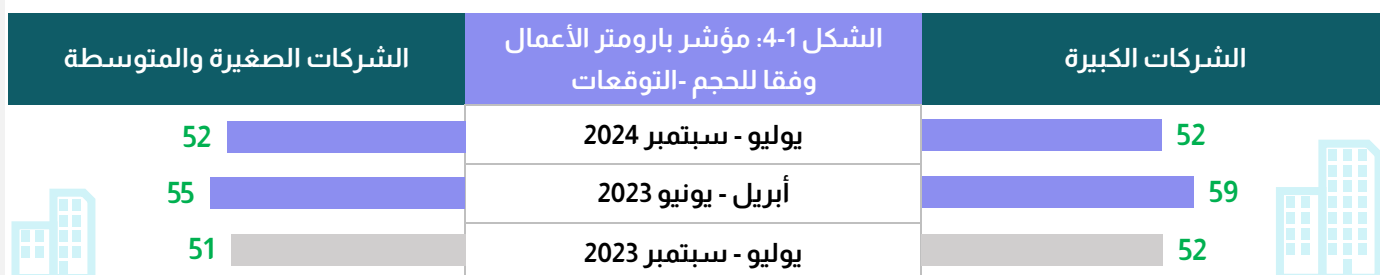 الشركات الكبيرة
الشكل 1-4: مؤشر بارومتر الأعمال
وفقا للحجم -التوقعات
الشركات الصغيرة والمتوسطة
52
يوليو - سبتمبر 2024
52
59
أبريل - يونيو 2023
55
52
يوليو - سبتمبر 2023
51